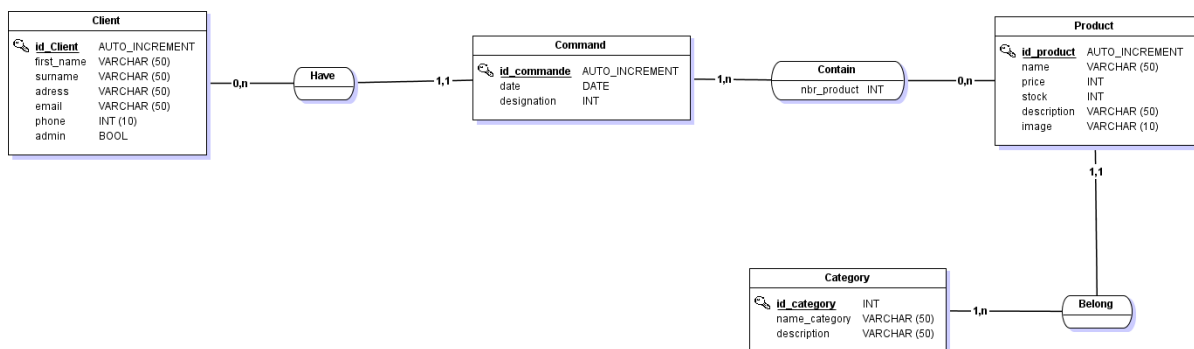 Client
id_Client AUTO_INCREMENT
first_name VARCHAR (50)
surname VARCHAR (50)
adress VARCHAR (50)
email VARCHAR (50)
phone INT (10)
admin BOOL
0,n
Have
1,1
Command
id_commande AUTO_INCREMENT
date DATE
designation INT
1,n
Contain
nbr_product INT
0,n
Product
id_product AUTO_INCREMENT
name VARCHAR (50)
price INT
stock INT
description VARCHAR (50)
image VARCHAR (10)
1,1
Category
id_category INT
name_category VARCHAR (50)
description VARCHAR (50)
1,n
Belong